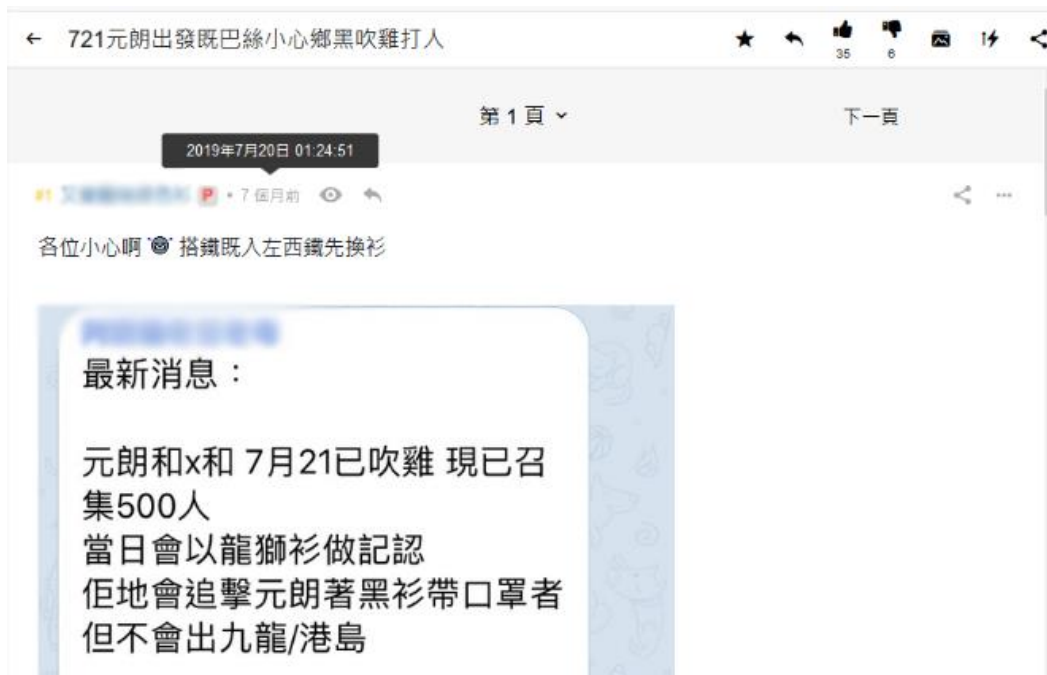 721元朗出發既巴絲小心鄉黑吹雞打人
35
6
第 1 頁
下一頁
2019年7月20日 01:24:51
#1
P • 7 個月前
各位小心啊 搭鐵既入左西鐵先換衫
最新消息：
元朗和x和 7月21已吹雞 現已召
集500人
當日會以龍獅衫做記認
佢地會追擊元朗著黑衫帶口罩者
但不會出九龍/港島